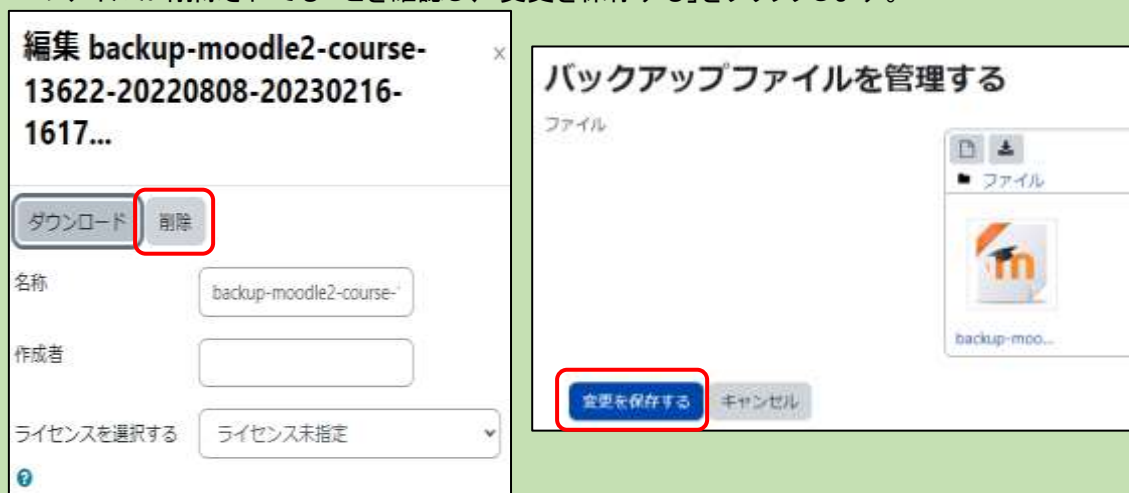 編集 backup-moodle2-course-
13622-20220808-20230216-
1617...
×
ダウンロード 削除
名称
backup-moodle2-course-
作成者
ライセンスを選択する ライセンス未指定
バックアップファイルを管理する
ファイル
ファイル
backup-moo...
変更を保存する キャンセル